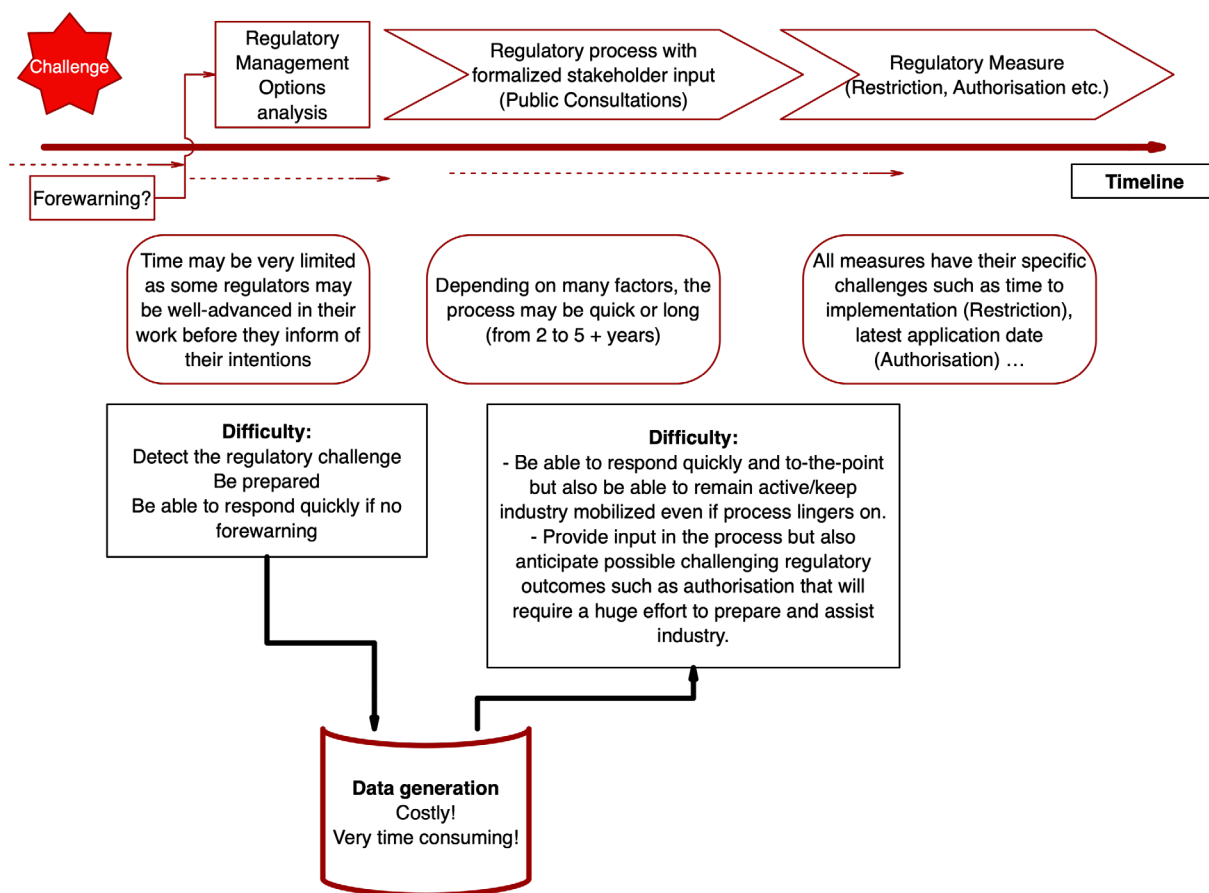 Challenge
Regulatory
Management
Options
analysis
Regulatory process with
formalized stakeholder input
(Public Consultations)
Regulatory Measure
(Restriction, Authorisation etc.)
Forewarning?
Timeline
Time may be very limited
as some regulators may
be well-advanced in their
work before they inform of
their intentions
Depending on many factors, the
process may be quick or long
(from 2 to 5 + years)
All measures have their specific
challenges such as time to
implementation (Restriction),
latest application date
(Authorisation) ...
Difficulty:
Detect the regulatory challenge
Be prepared
Be able to respond quickly if no
forewarning
Difficulty:
- Be able to respond quickly and to-the-point
but also be able to remain active/keep
industry mobilized even if process lingers on.
- Provide input in the process but also
anticipate possible challenging regulatory
outcomes such as authorisation that will
require a huge effort to prepare and assist
industry.
Data generation
Costly!
Very time consuming!